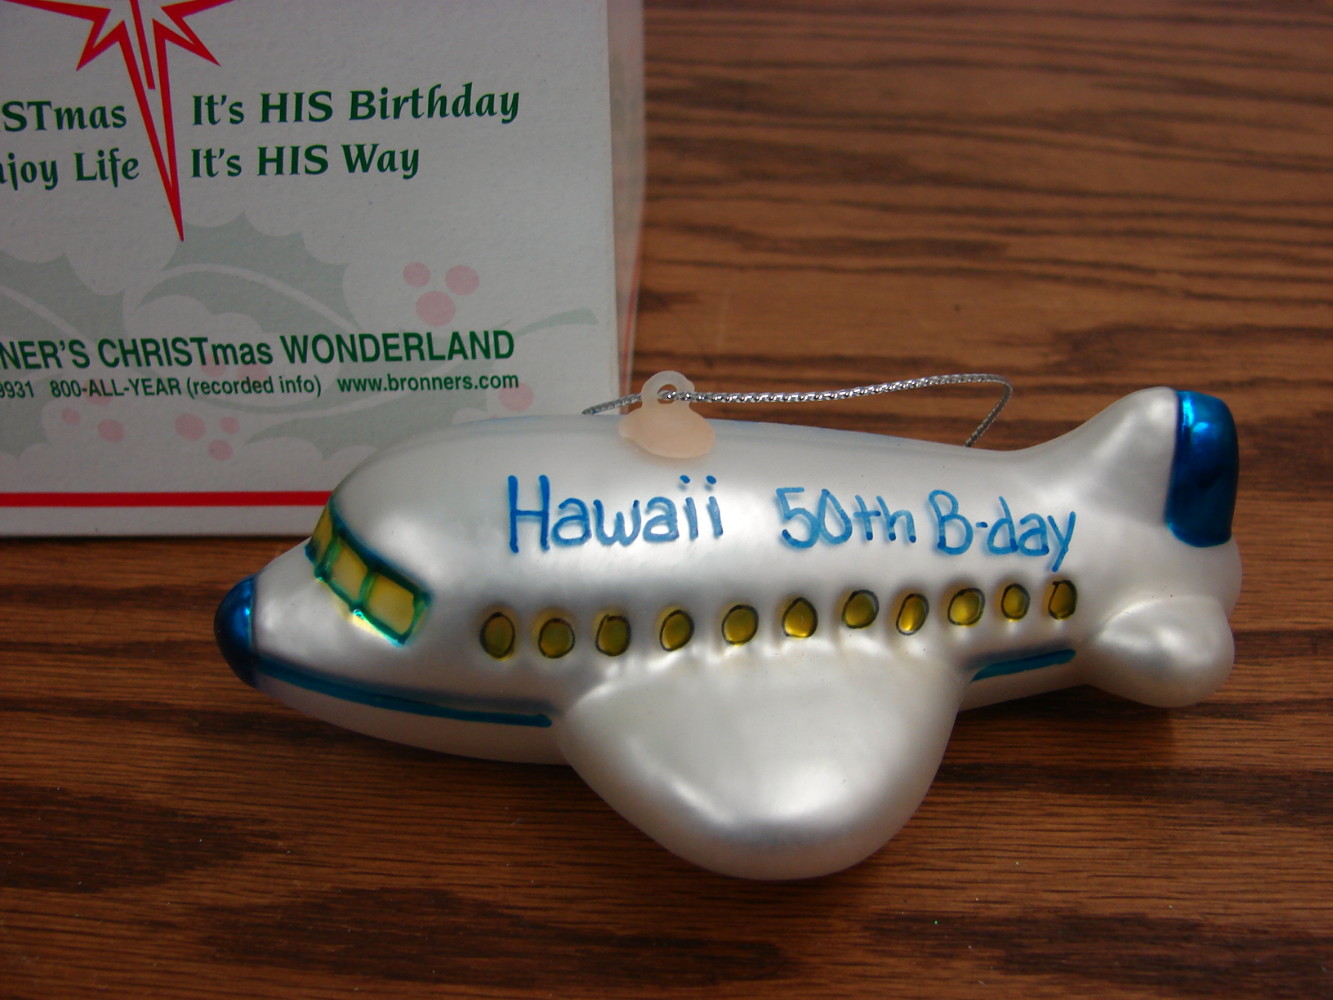 STmas It's HIS Birthday
joy Life It's HIS Way
NER'S CHRISTmas WONDERLAND
9931 800-ALL-YEAR (recorded info) www.bronners.com
Hawaii 50th B-day